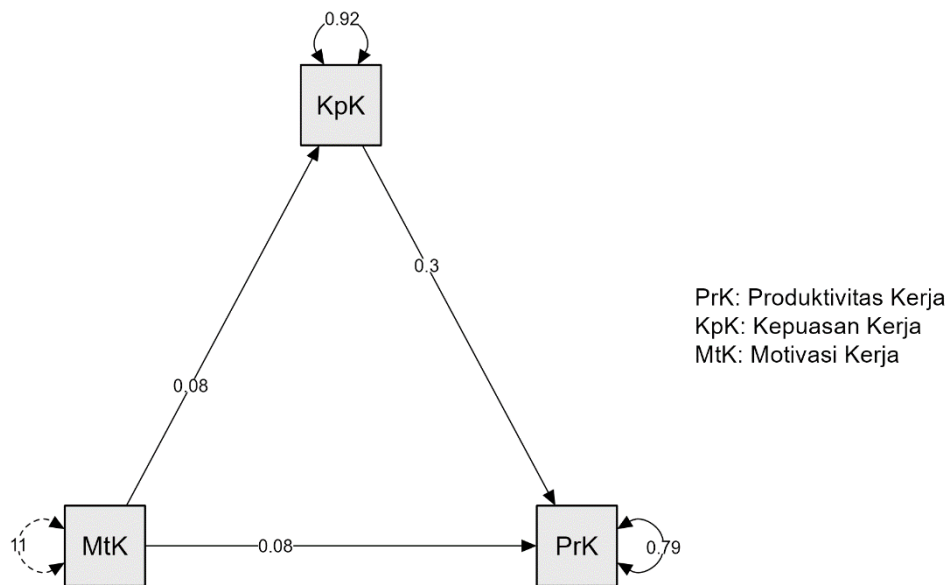 0.92
KpK
0.3
PrK: Produktivitas Kerja
KpK: Kepuasan Kerja
MtK: Motivasi Kerja
0.08
11
MtK
0.08
PrK
0.79